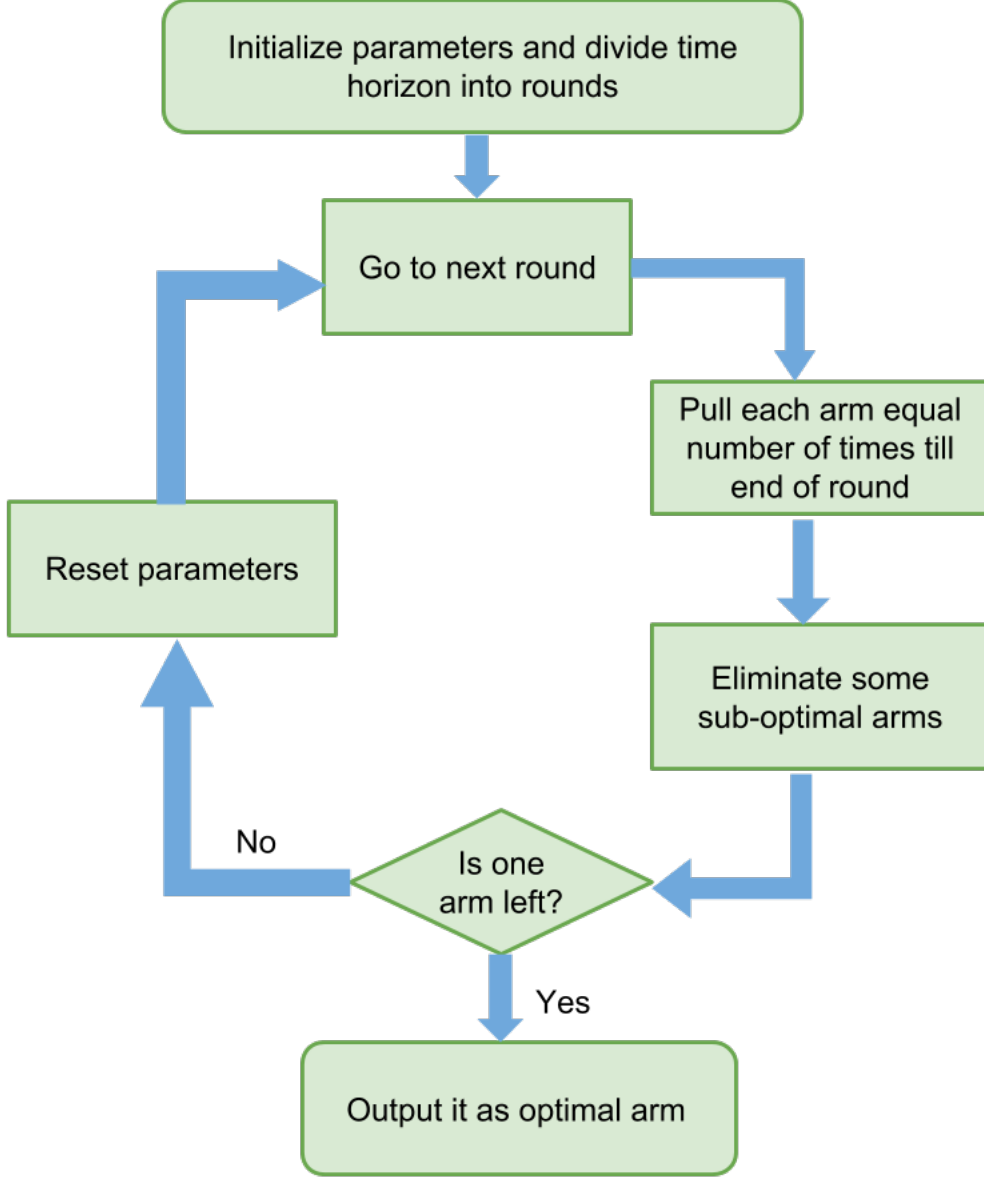 Initialize parameters and divide time
horizon into rounds
Go to next round
Pull each arm equal
number of times till
end of round
Reset parameters
Eliminate some
sub-optimal arms
No
Is one
arm left?
Yes
Output it as optimal arm